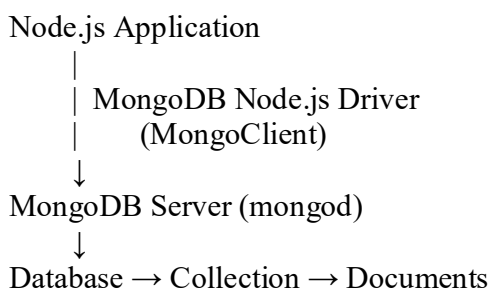 Node.js Application
|
| MongoDB Node.js Driver
| (MongoClient)
↓
MongoDB Server (mongod)
↓
Database → Collection → Documents